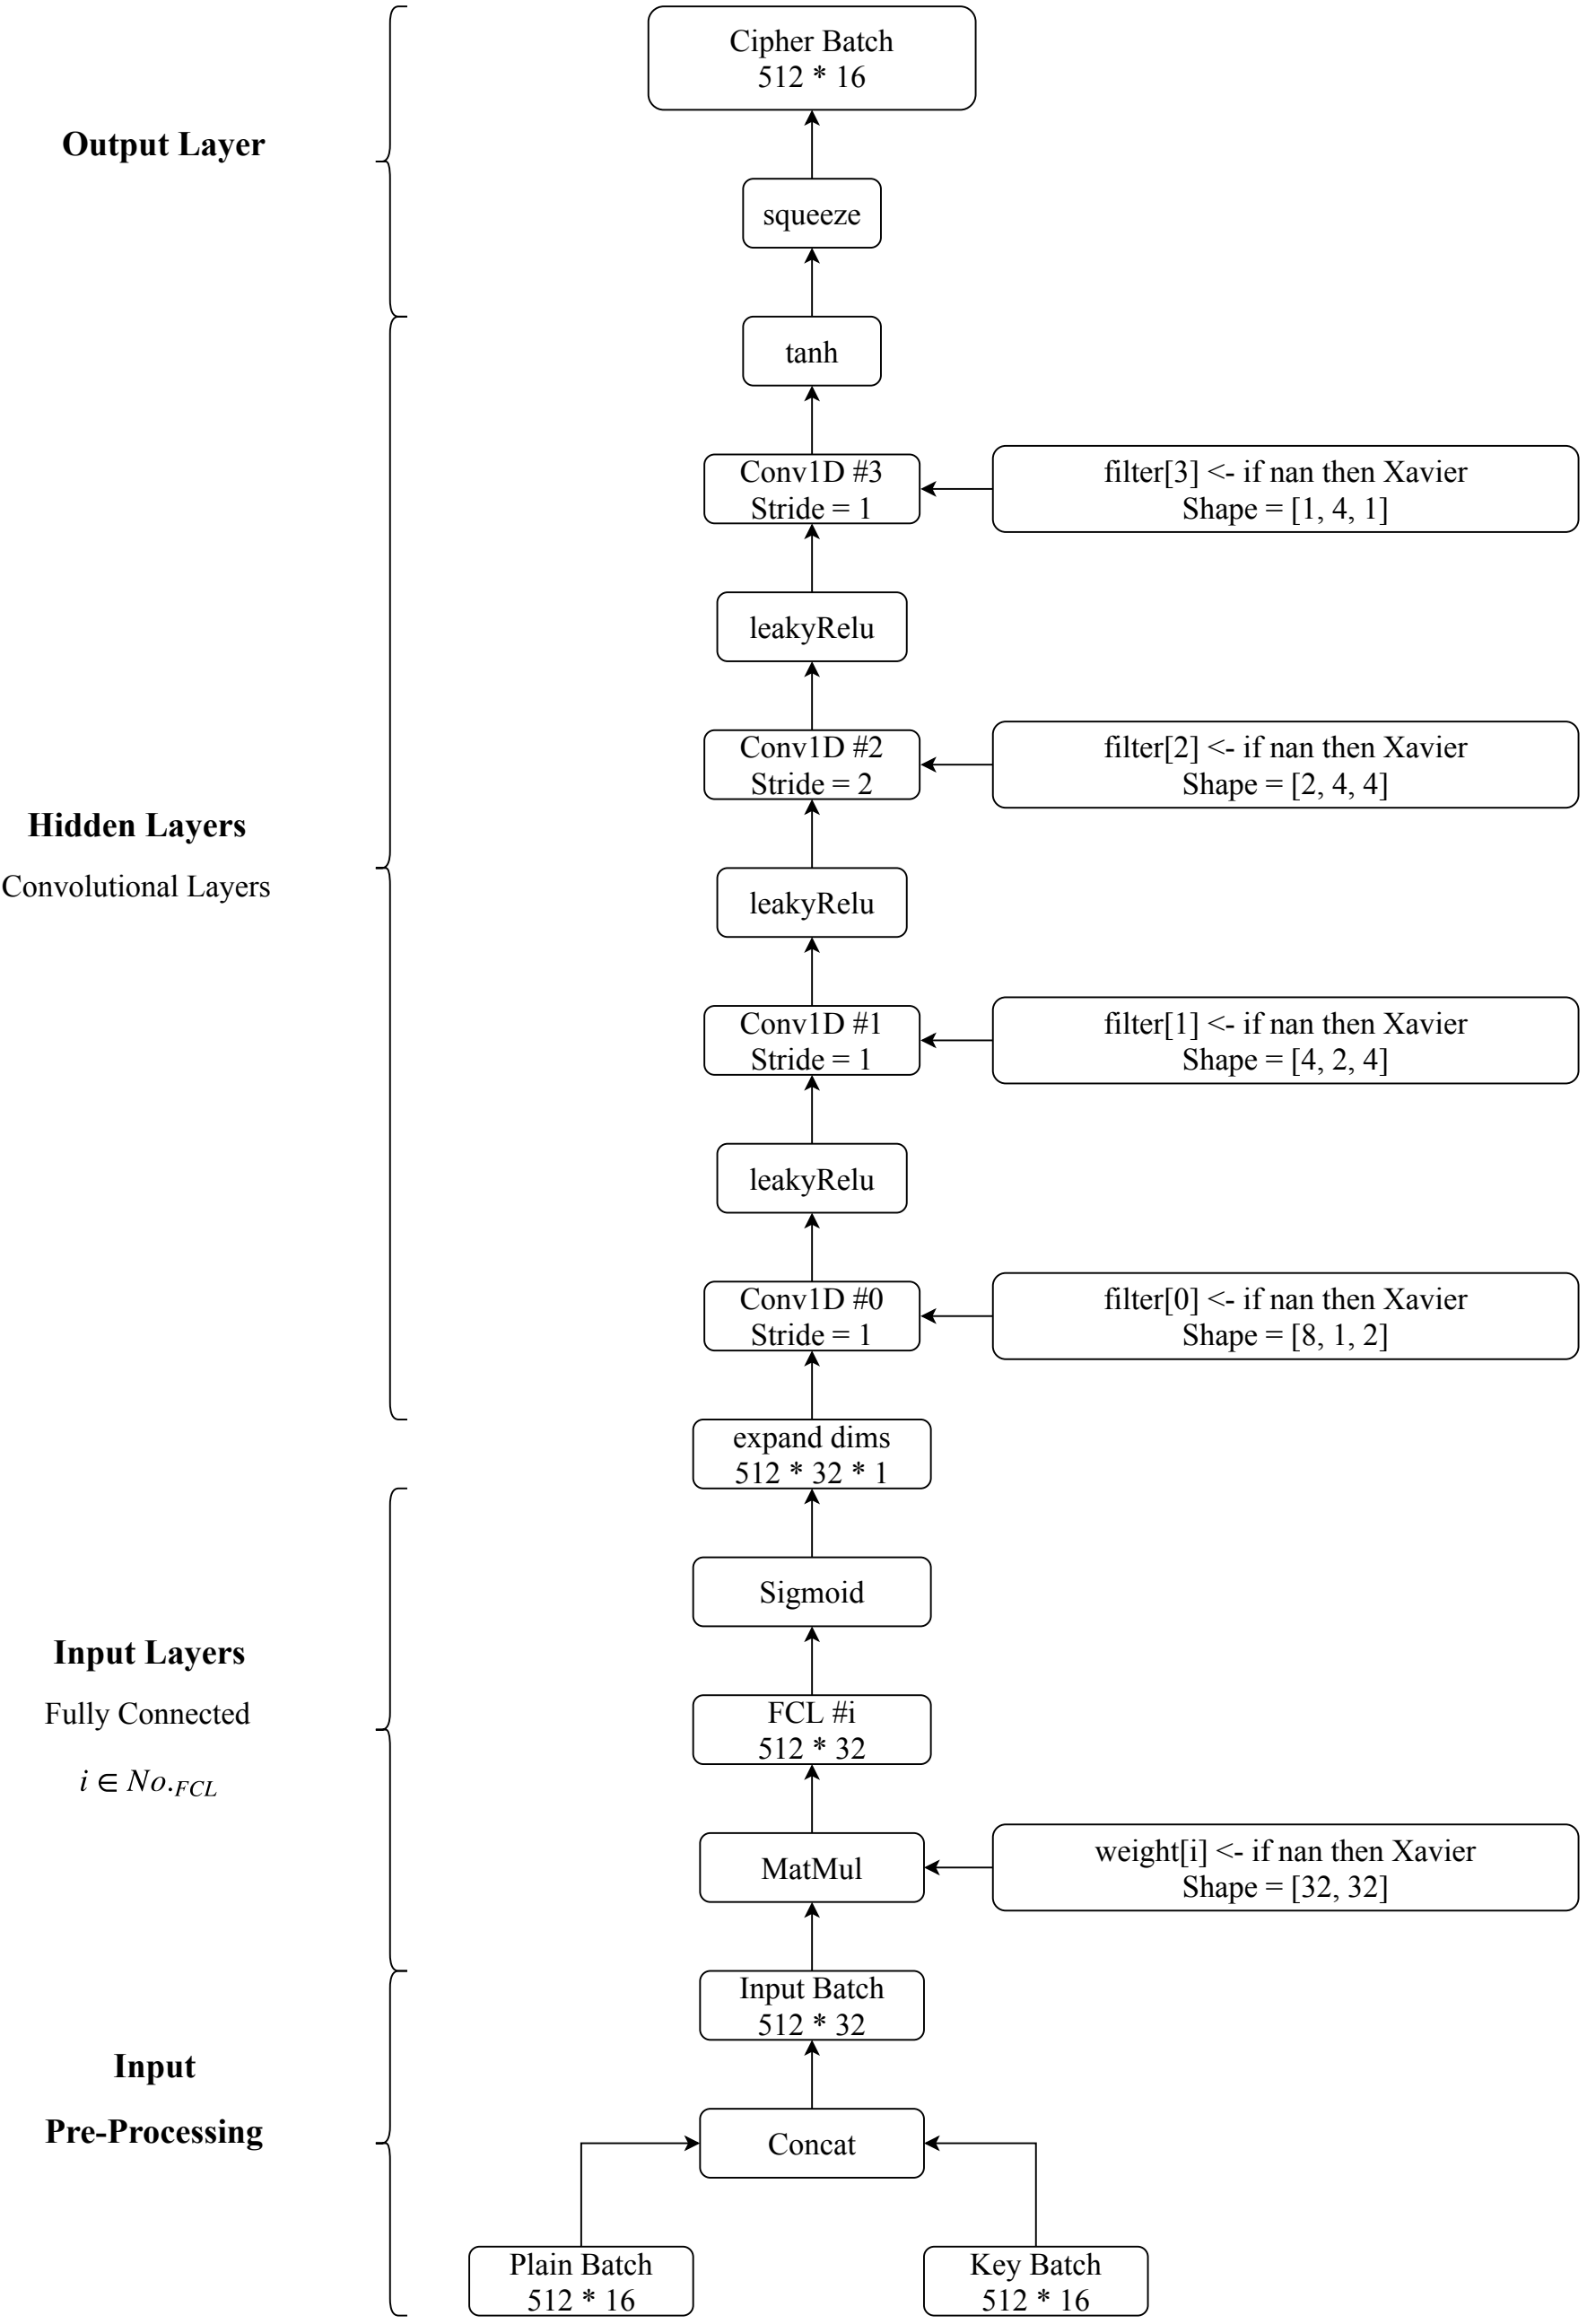 Cipher Batch
512 * 16
Output Layer
squeeze
tanh
Conv1D #3
Stride = 1
filter[3] <- if nan then Xavier
Shape = [1, 4, 1]
leakyRelu
Conv1D #2
Stride = 2
filter[2] <- if nan then Xavier
Shape = [2, 4, 4]
Hidden Layers
Convolutional Layers
leakyRelu
Conv1D #1
Stride = 1
filter[1] <- if nan then Xavier
Shape = [4, 2, 4]
leakyRelu
Conv1D #0
Stride = 1
filter[0] <- if nan then Xavier
Shape = [8, 1, 2]
expand dims
512 * 32 * 1
Sigmoid
Input Layers
Fully Connected
i ∈ No.FCL
FCL #i
512 * 32
MatMul
weight[i] <- if nan then Xavier
Shape = [32, 32]
Input Batch
512 * 32
Input
Pre-Processing
Concat
Plain Batch
512 * 16
Key Batch
512 * 16